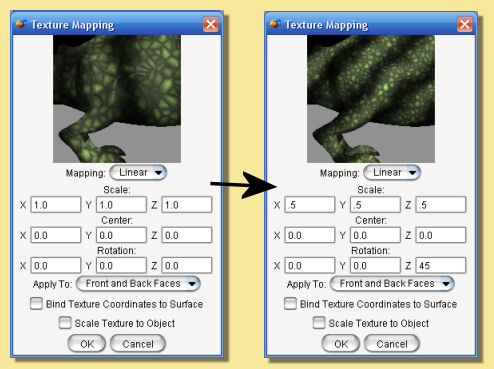 Texture Mapping
Mapping: Linear
Scale:
X 1.0 Y 1.0 Z 1.0
Center:
X 0.0 Y 0.0 Z 0.0
Rotation:
X 0.0 Y 0.0 Z 0.0
Apply To: Front and Back Faces
Bind Texture Coordinates to Surface
Scale Texture to Object
OK Cancel
Texture Mapping
Mapping: Linear
Scale:
X .5 Y .5 Z .5
Center:
X 0.0 Y 0.0 Z 0.0
Rotation:
X 0.0 Y 0.0 Z 45
Apply To: Front and Back Faces
Bind Texture Coordinates to Surface
Scale Texture to Object
OK Cancel